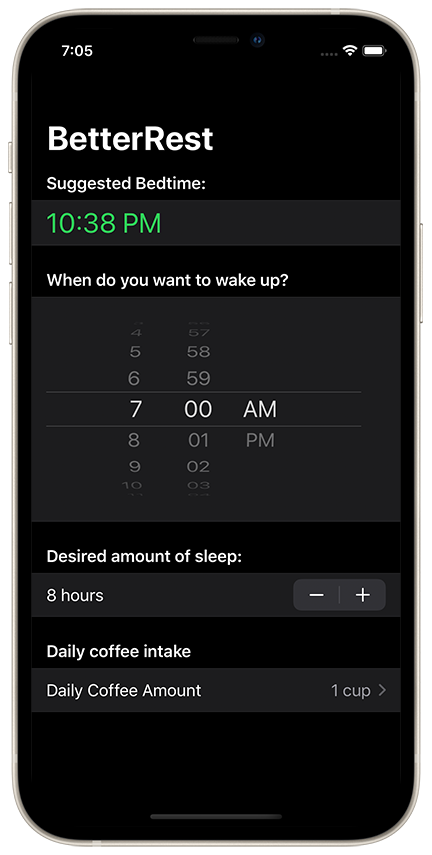 7:05
BetterRest
Suggested Bedtime:
10:38 PM
When do you want to wake up?
4 57
5 58
6 59
7 00 AM
8 01 PM
9 02
10 03
Desired amount of sleep:
8 hours − +
Daily coffee intake
Daily Coffee Amount 1 cup >